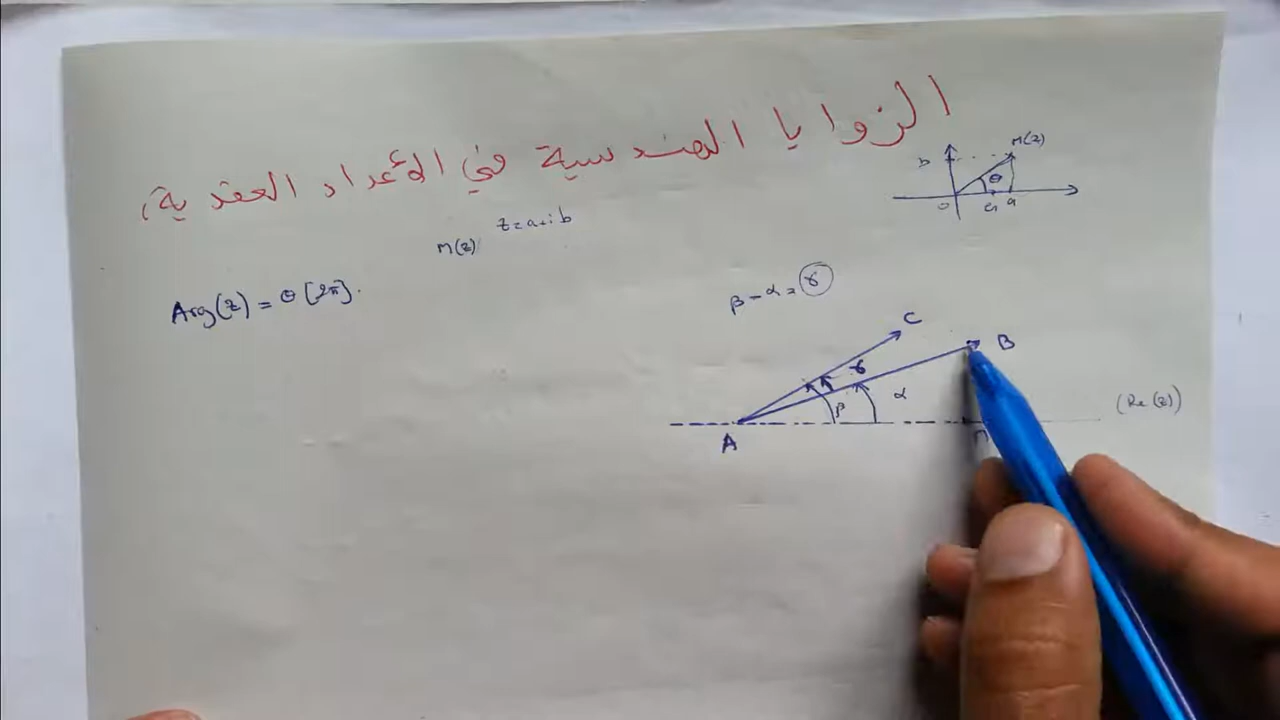 الزوايا الهندسية في الأعداد العقدية،
M(z)
b
θ
O
a
z=a+ib
M(z)
Arg(z) = θ [2π].
β - α = γ
C
B
γ
β
α
(Re(z))
A